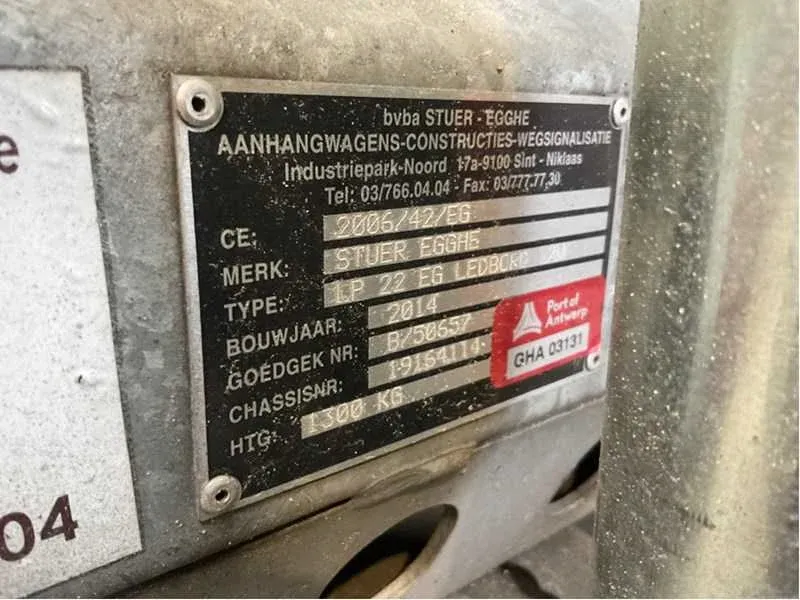 e
04
bvba STUER - EGGHE
AANHANGWAGENS-CONSTRUCTIES-WEGSIGNALISATIE
Industriepark-Noord 17a-9100 Sint - Niklaas
Tel: 03/766.04.04 - Fax: 03/777.77.30
CE: 2006/42/EG
MERK: STUER EGGHE
TYPE: LP 22 EG LEDBORD
BOUWJAAR: 2014
GOEDGEK NR: B/50657
CHASSISNR: 19164114
HTG: 1300 KG
Port of
Antwerp
GHA 03131